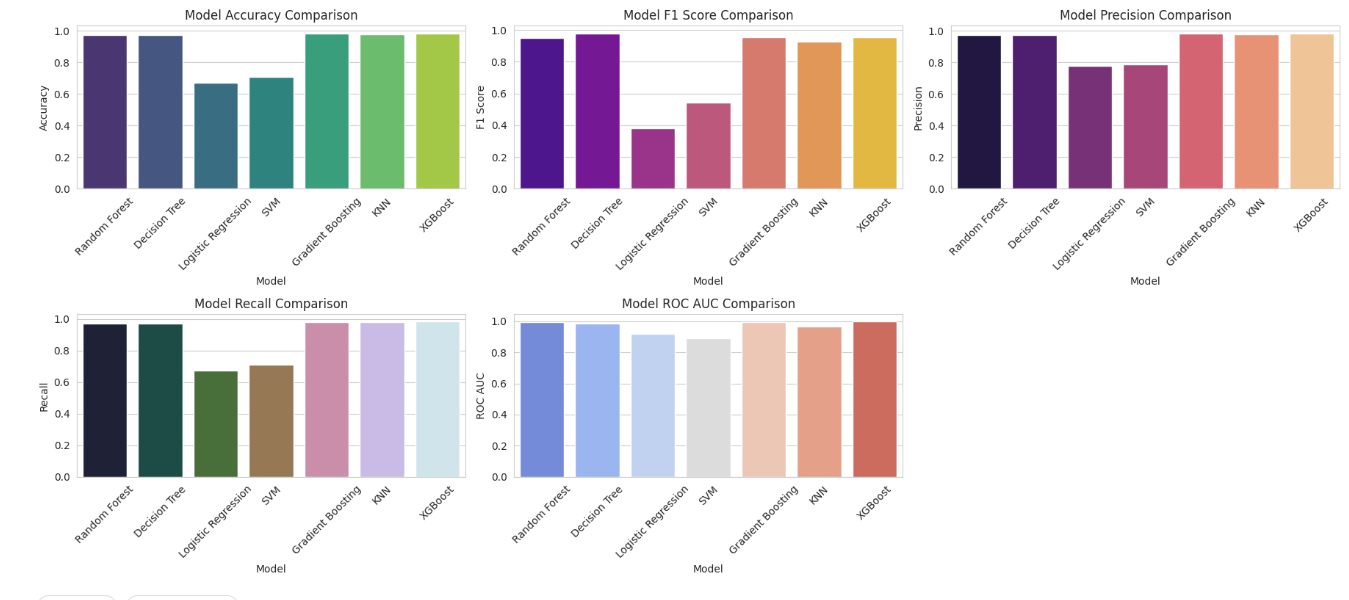 Model Accuracy Comparison
1.0
0.8
0.6
0.4
0.2
0.0
Accuracy
Random Forest
Decision Tree
Logistic Regression
SVM
Gradient Boosting
KNN
XGBoost
Model
Model F1 Score Comparison
1.0
0.8
0.6
0.4
0.2
0.0
F1 Score
Random Forest
Decision Tree
Logistic Regression
SVM
Gradient Boosting
KNN
XGBoost
Model
Model Precision Comparison
1.0
0.8
0.6
0.4
0.2
0.0
Precision
Random Forest
Decision Tree
Logistic Regression
SVM
Gradient Boosting
KNN
XGBoost
Model
Model Recall Comparison
1.0
0.8
0.6
0.4
0.2
0.0
Recall
Random Forest
Decision Tree
Logistic Regression
SVM
Gradient Boosting
KNN
XGBoost
Model
Model ROC AUC Comparison
1.0
0.8
0.6
0.4
0.2
0.0
ROC AUC
Random Forest
Decision Tree
Logistic Regression
SVM
Gradient Boosting
KNN
XGBoost
Model